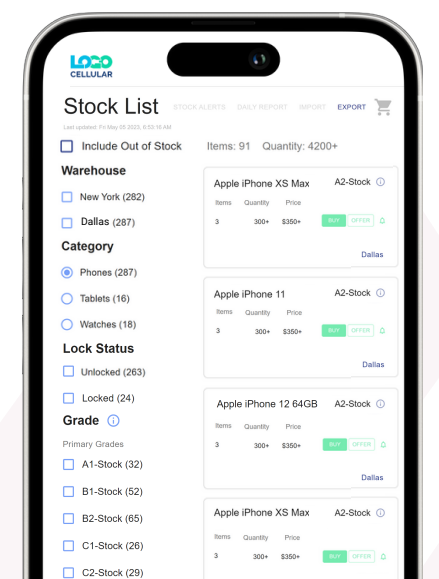 LOGO
CELLULAR
Stock List
STOCK ALERTS DAILY REPORT IMPORT EXPORT
Last updated: Fri May 05 2023, 6:53:16 AM
Include Out of Stock
Items: 91 Quantity: 4200+
Warehouse
New York (282)
Dallas (287)
Category
Phones (287)
Tablets (16)
Watches (18)
Lock Status
Unlocked (263)
Locked (24)
Grade
Primary Grades
A1-Stock (32)
B1-Stock (52)
B2-Stock (65)
C1-Stock (26)
C2-Stock (29)
Apple iPhone XS Max A2-Stock
Items Quantity Price
3 300+ $350+ BUY OFFER
Dallas
Apple iPhone 11 A2-Stock
Items Quantity Price
3 300+ $350+ BUY OFFER
Dallas
Apple iPhone 12 64GB A2-Stock
Items Quantity Price
3 300+ $350+ BUY OFFER
Dallas
Apple iPhone XS Max A2-Stock
Items Quantity Price
3 300+ $350+ BUY OFFER